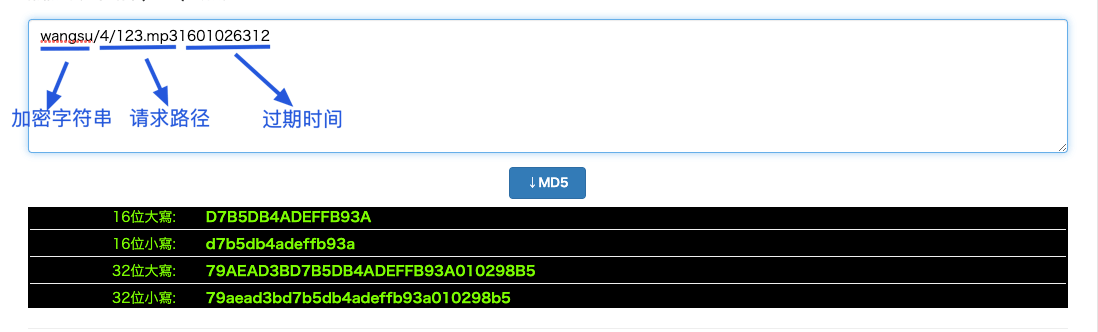 wangsu/4/123.mp31601026312
加密字符串 请求路径 过期时间
↓MD5
16位大寫: D7B5DB4ADEFFB93A
16位小寫: d7b5db4adeffb93a
32位大寫: 79AEAD3BD7B5DB4ADEFFB93A010298B5
32位小寫: 79aead3bd7b5db4adeffb93a010298b5